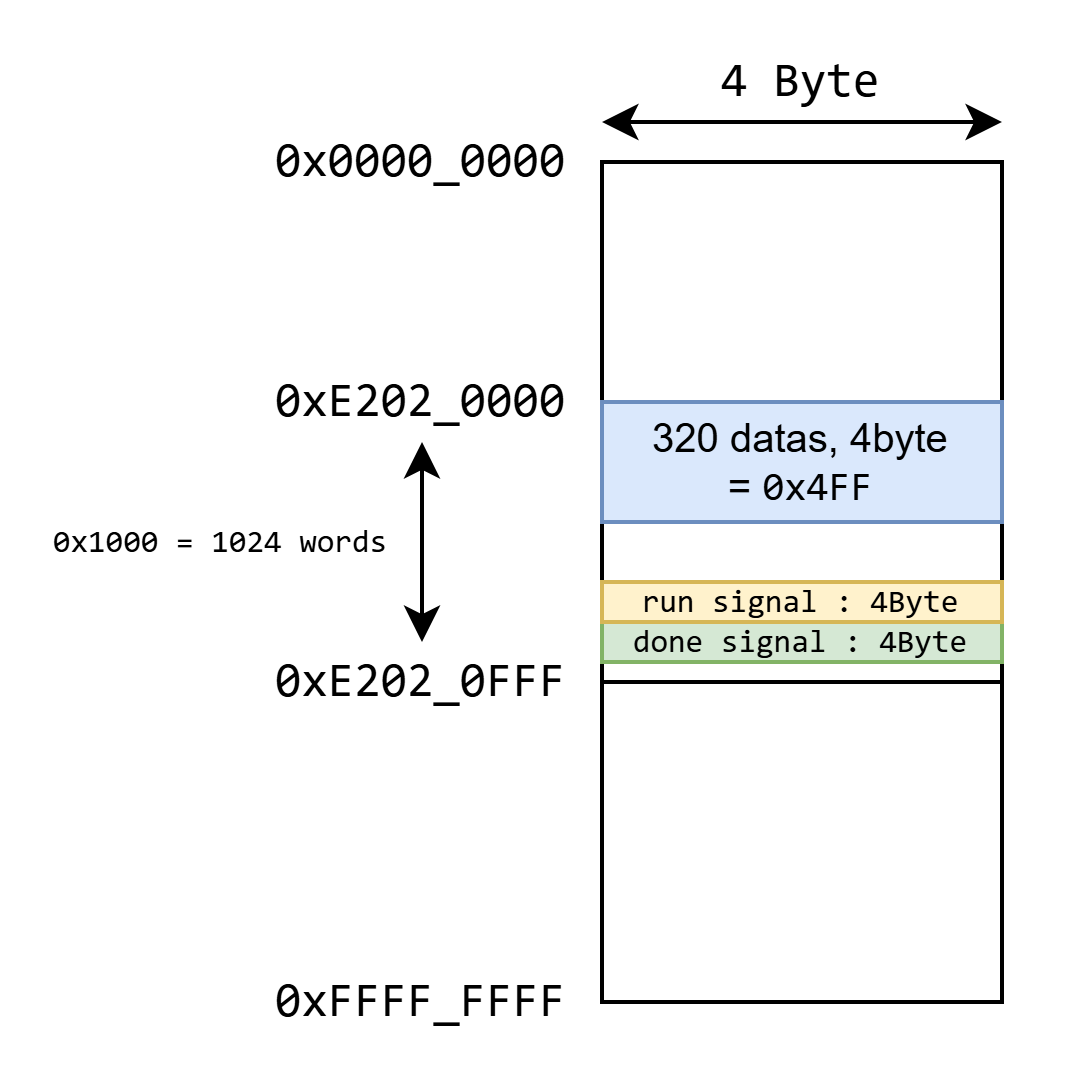 4 Byte
0x0000_0000
0xE202_0000
320 datas, 4byte
= 0x4FF
0x1000 = 1024 words
run signal : 4Byte
done signal : 4Byte
0xE202_0FFF
0xFFFF_FFFF